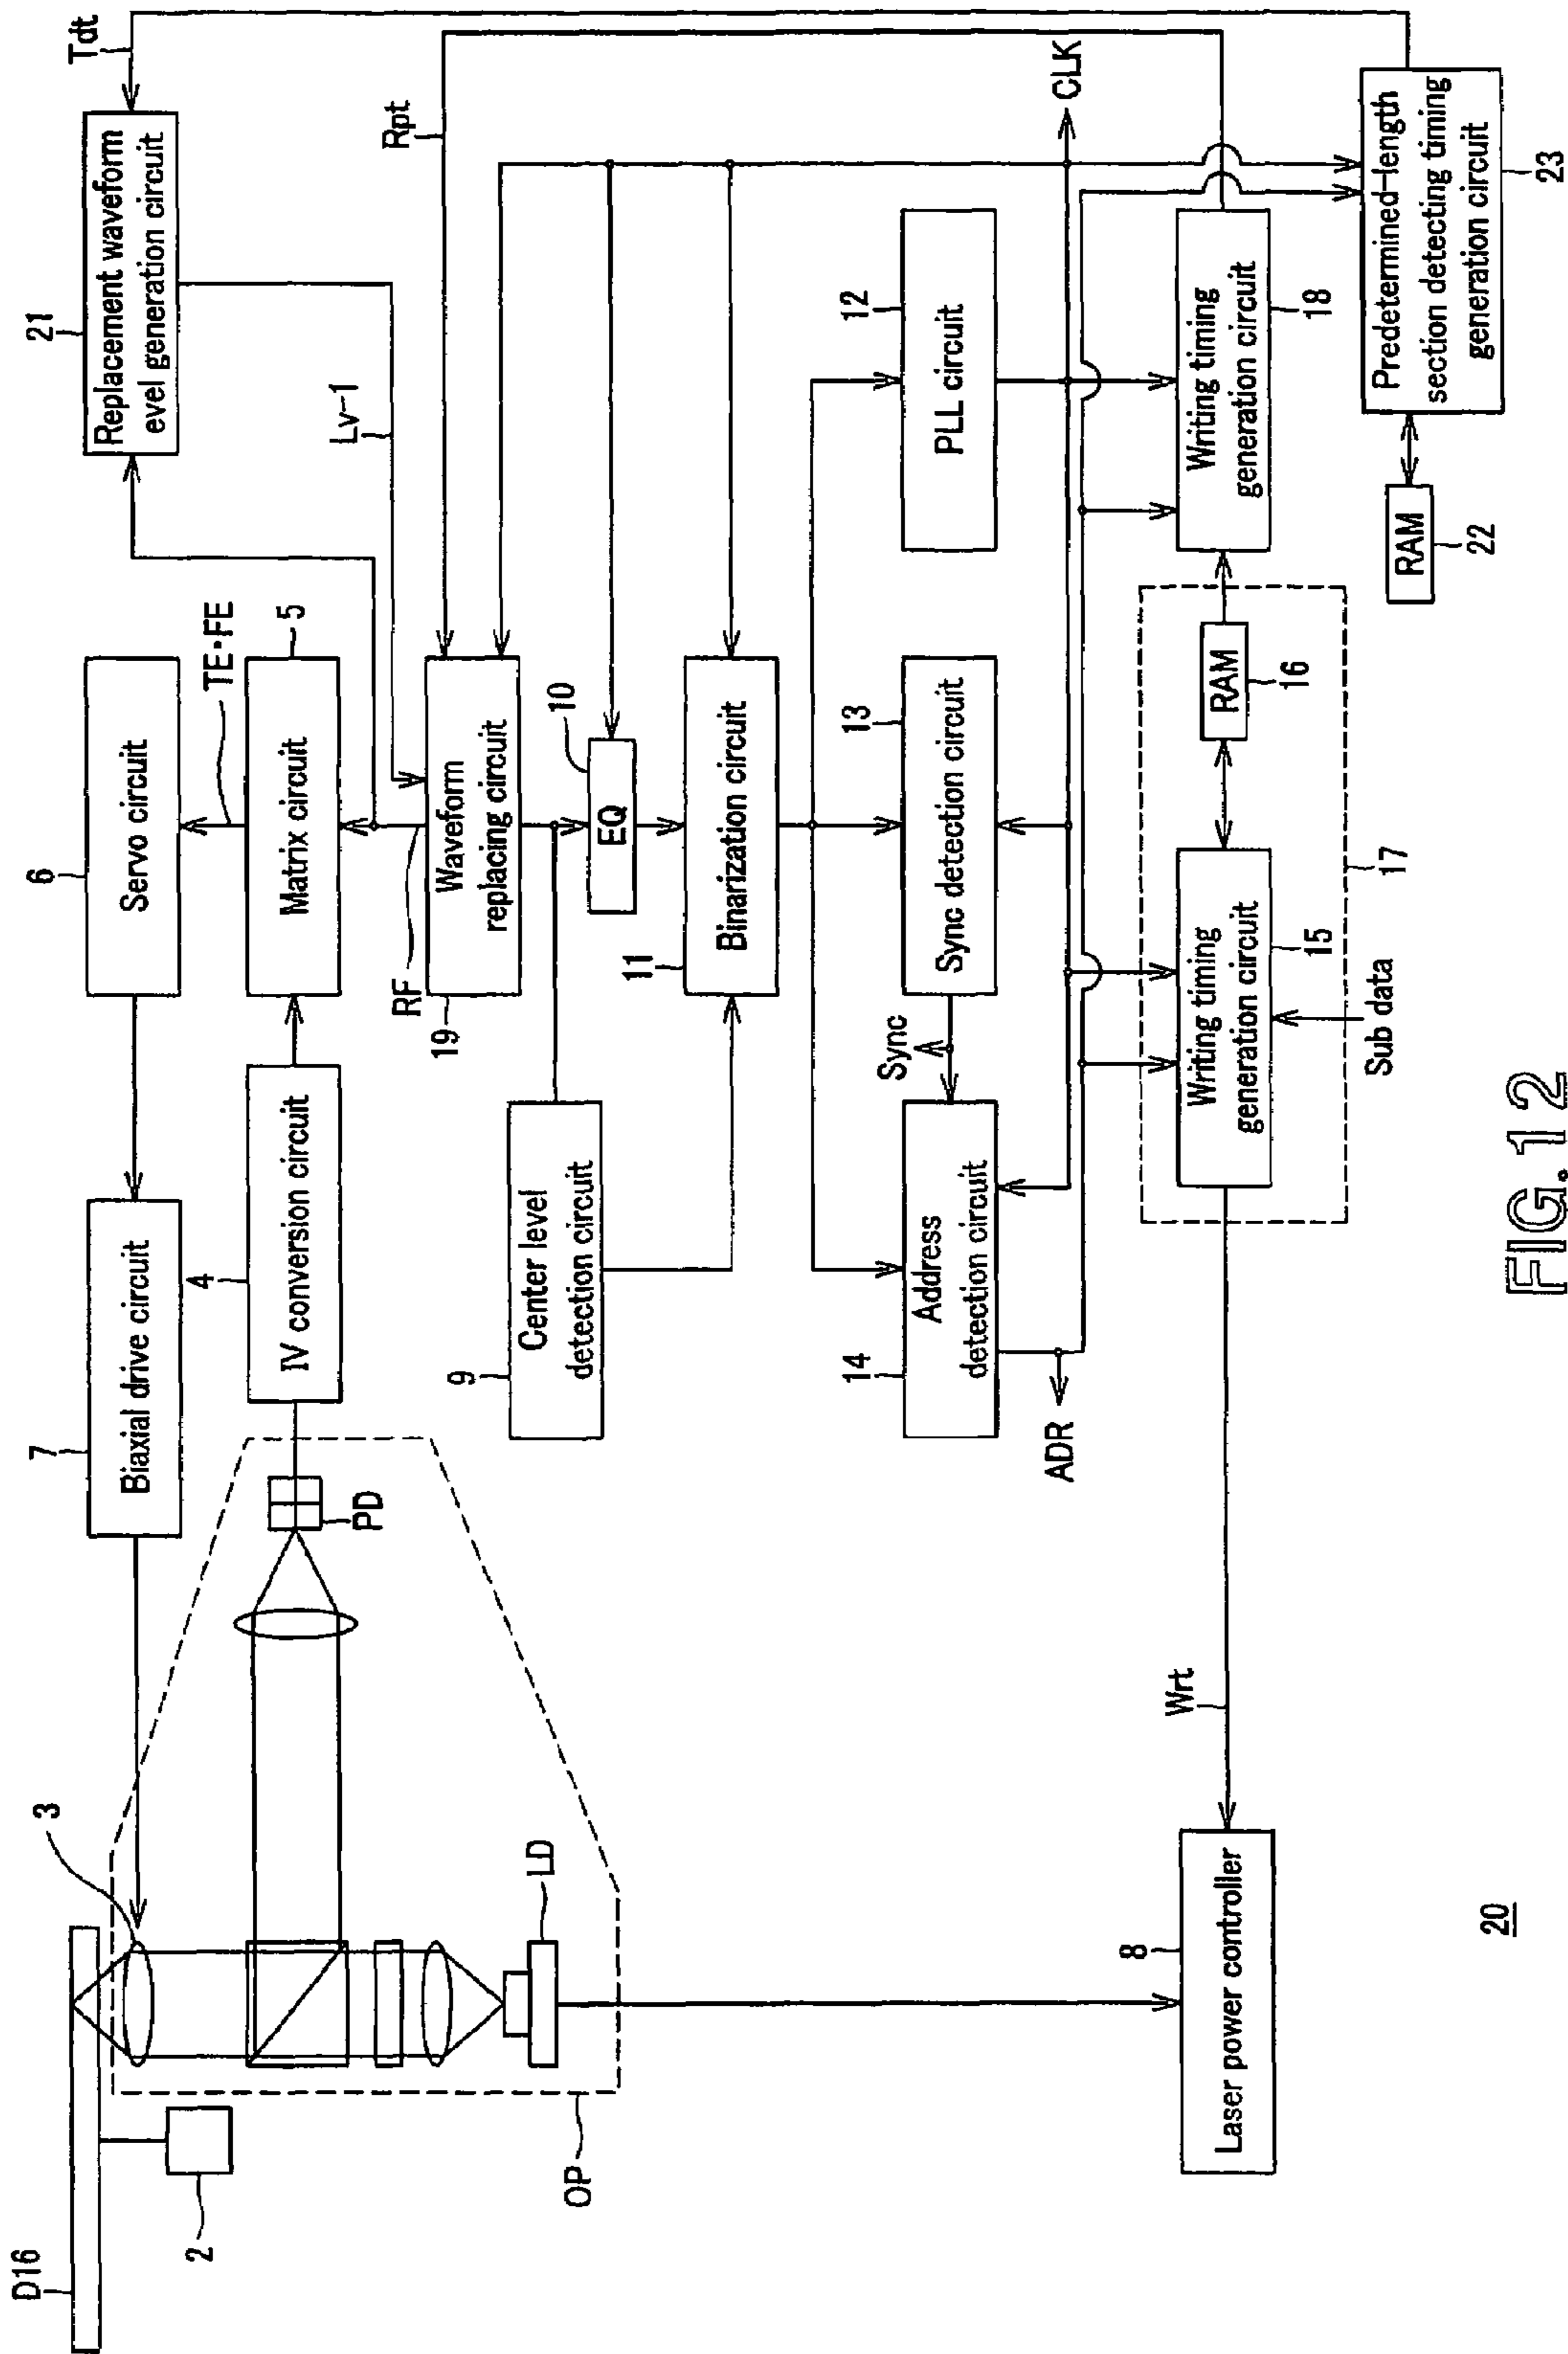 D16
2
3
OP
LD
PD
7
Biaxial drive circuit
6
Servo circuit
TE·FE
21
Replacement waveform
evel generation circuit
Tdt
4
IV conversion circuit
Matrix circuit
5
Lv-1
Rpt
RF
19
Waveform
replacing circuit
9
Center level
detection circuit
10
EQ
11
Binarization circuit
14
Address
detection circuit
Sync
13
Sync detection circuit
12
PLL circuit
CLK
ADR
8
Laser power controller
Wrt
Writing timing
generation circuit
15
Sub data
RAM
16
17
Writing timing
generation circuit
18
RAM
22
Predetermined-length
section detecting timing
generation circuit
23
20
FIG. 12